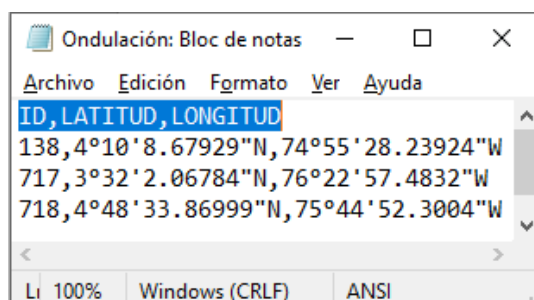 Ondulación: Bloc de notas
Archivo Edición Formato Ver Ayuda
ID,LATITUD,LONGITUD
138,4°10'8.67929"N,74°55'28.23924"W
717,3°32'2.06784"N,76°22'57.4832"W
718,4°48'33.86999"N,75°44'52.3004"W
100% Windows (CRLF) ANSI